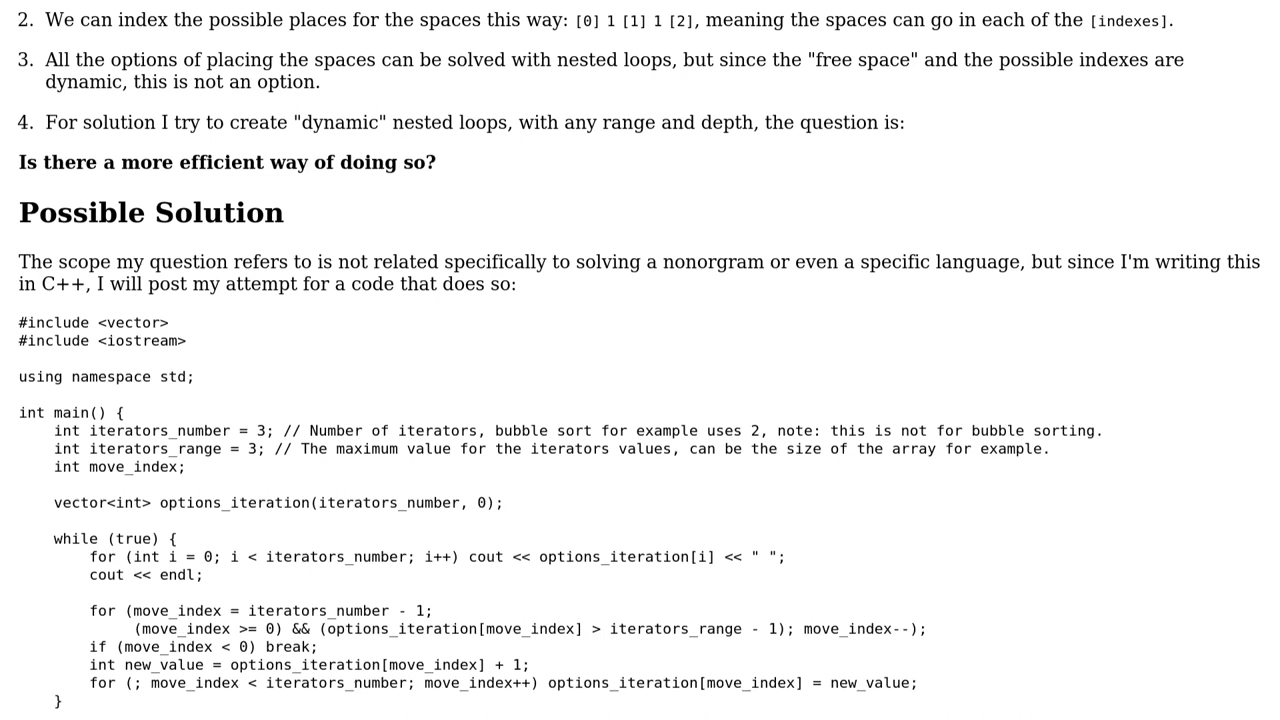 2. We can index the possible places for the spaces this way: [0] 1 [1] 1 [2], meaning the spaces can go in each of the [indexes].
3. All the options of placing the spaces can be solved with nested loops, but since the "free space" and the possible indexes are
dynamic, this is not an option.
4. For solution I try to create "dynamic" nested loops, with any range and depth, the question is:
Is there a more efficient way of doing so?
Possible Solution
The scope my question refers to is not related specifically to solving a nonorgram or even a specific language, but since I'm writing this
in C++, I will post my attempt for a code that does so:
#include <vector>
#include <iostream>
using namespace std;
int main() {
    int iterators_number = 3; // Number of iterators, bubble sort for example uses 2, note: this is not for bubble sorting.
    int iterators_range = 3; // The maximum value for the iterators values, can be the size of the array for example.
    int move_index;
    vector<int> options_iteration(iterators_number, 0);
    while (true) {
        for (int i = 0; i < iterators_number; i++) cout << options_iteration[i] << " ";
        cout << endl;
        for (move_index = iterators_number - 1;
             (move_index >= 0) && (options_iteration[move_index] > iterators_range - 1); move_index--);
        if (move_index < 0) break;
        int new_value = options_iteration[move_index] + 1;
        for (; move_index < iterators_number; move_index++) options_iteration[move_index] = new_value;
    }